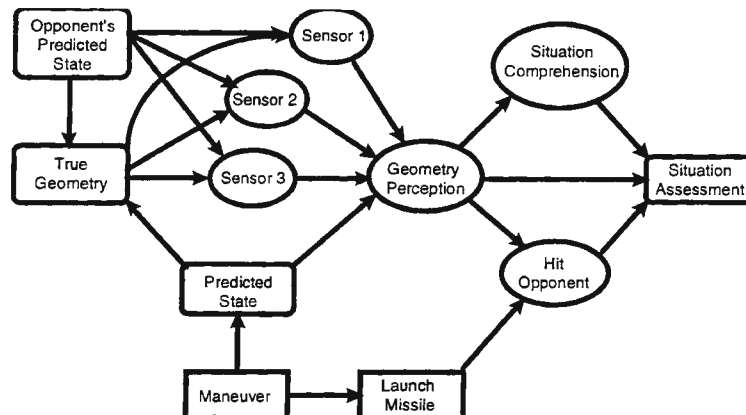 Opponent's
Predicted
State
Sensor 1
Situation
Comprehension
Sensor 2
True
Geometry
Sensor 3
Geometry
Perception
Situation
Assessment
Predicted
State
Hit
Opponent
Maneuver
Launch
Missile